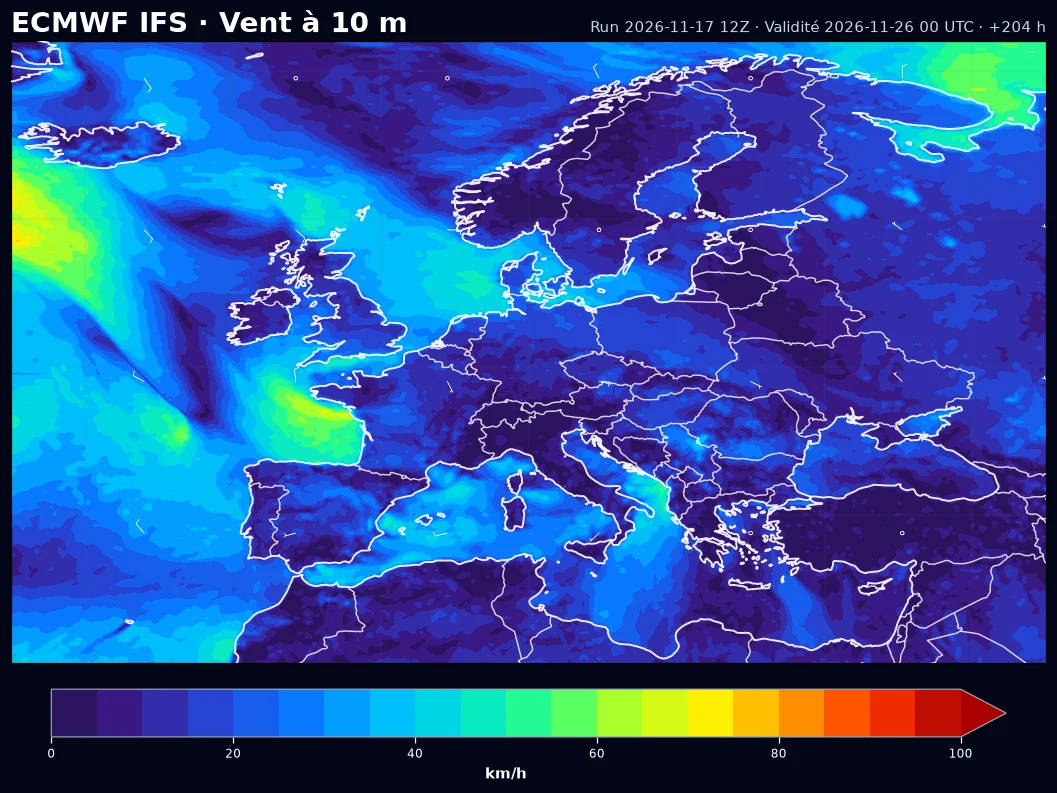 ECMWF IFS · Vent à 10 m
Run 2026-11-17 12Z · Validité 2026-11-26 00 UTC · +204 h
0 20 40 60 80 100
km/h